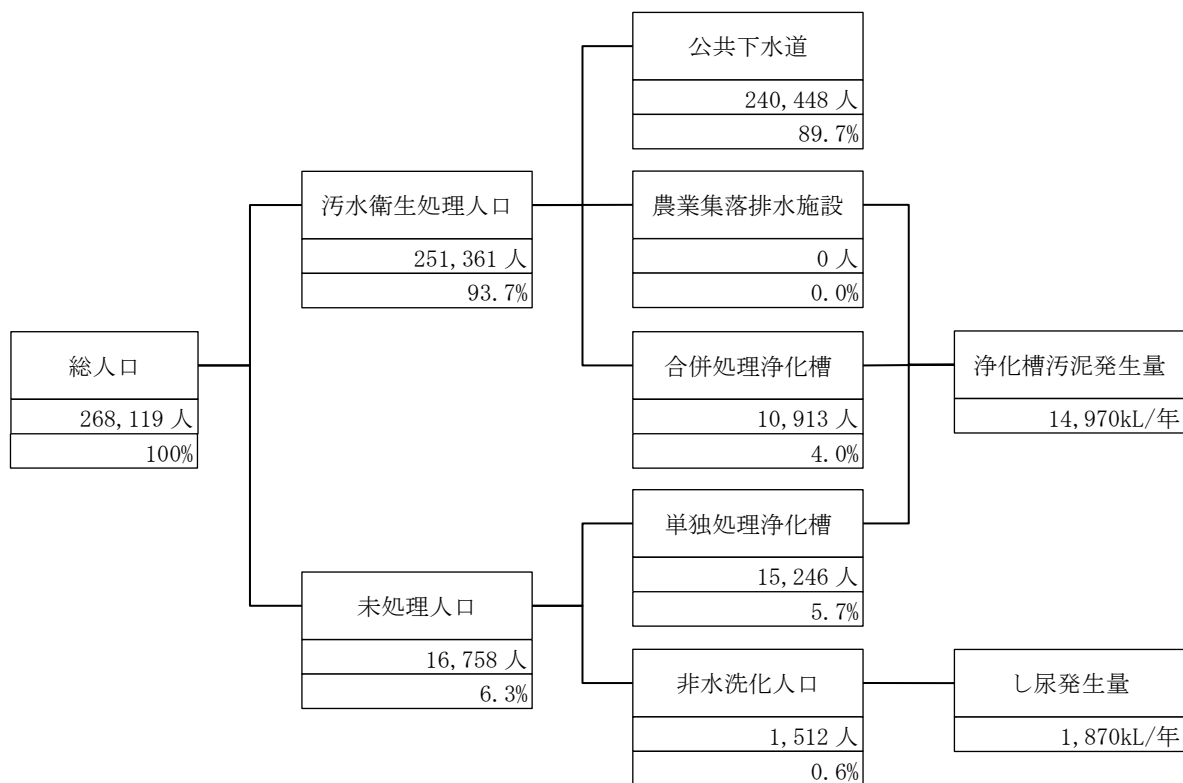 公共下水道
240,448 人
89.7%
汚水衛生処理人口
251,361 人
93.7%
農業集落排水施設
0 人
0.0%
総人口
268,119 人
100%
合併処理浄化槽
10,913 人
4.0%
浄化槽汚泥発生量
14,970kL/年
単独処理浄化槽
15,246 人
5.7%
未処理人口
16,758 人
6.3%
非水洗化人口
1,512 人
0.6%
し尿発生量
1,870kL/年